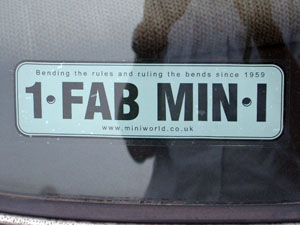 Bending the rules and ruling the bends since 1959
1·FAB MIN·I
www.miniworld.co.uk